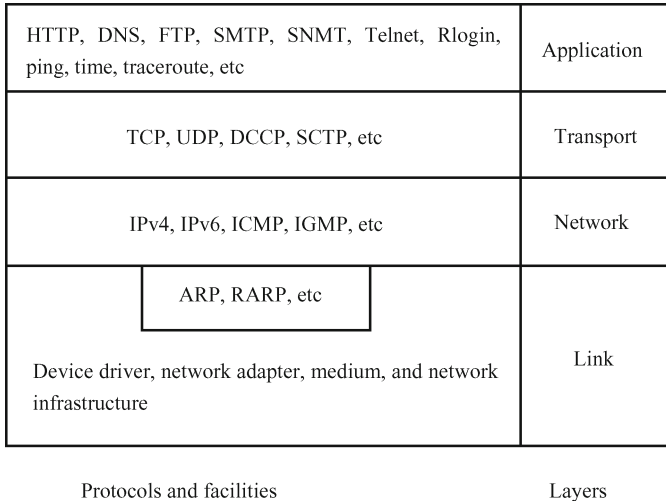 HTTP, DNS, FTP, SMTP, SNMT, Telnet, Rlogin,
ping, time, traceroute, etc
Application
TCP, UDP, DCCP, SCTP, etc
Transport
IPv4, IPv6, ICMP, IGMP, etc
Network
ARP, RARP, etc
Device driver, network adapter, medium, and network
infrastructure
Link
Protocols and facilities
Layers